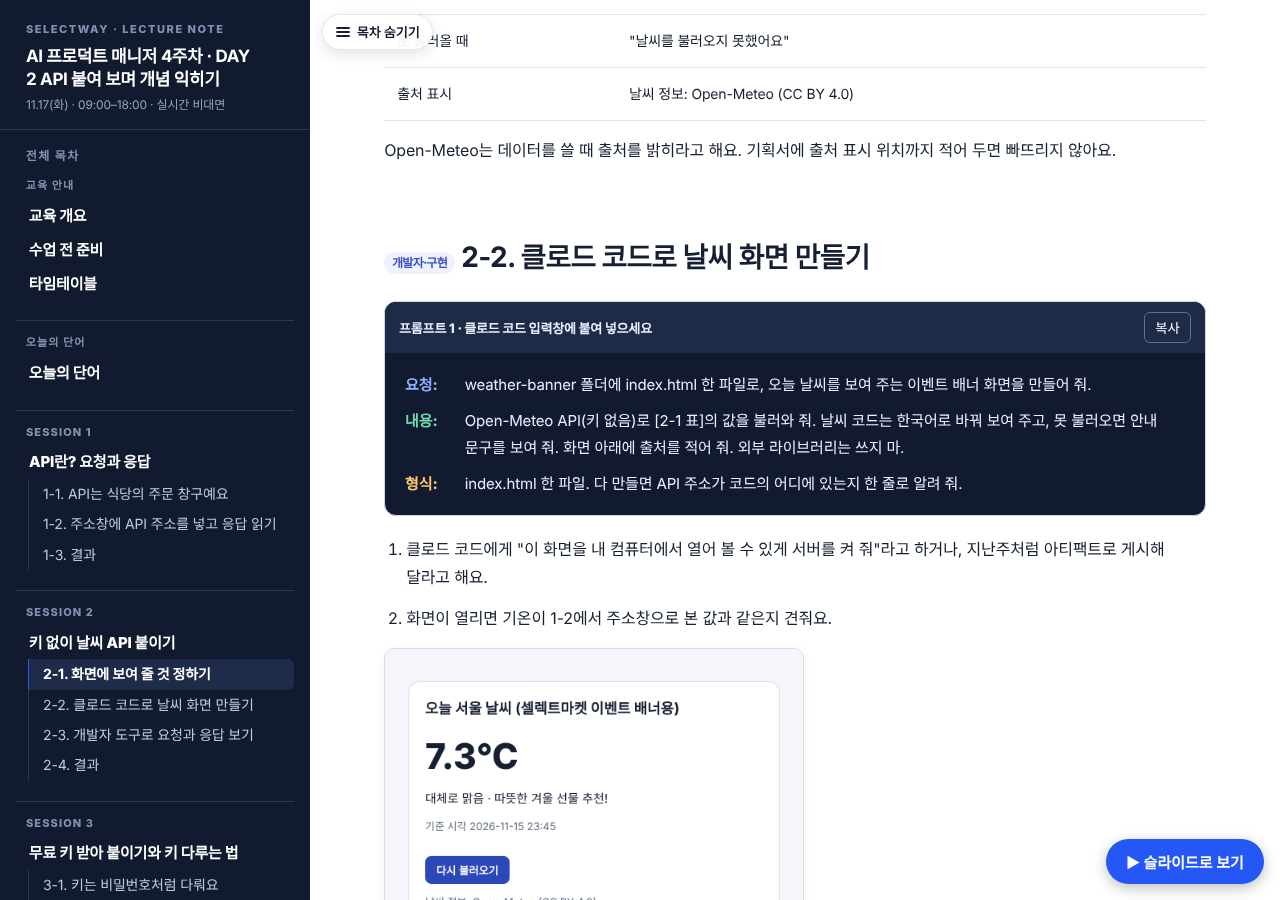 SELECTWAY · LECTURE NOTE
AI 프로덕트 매니저 4주차 · DAY
2 API 붙여 보며 개념 익히기
11.17(화) · 09:00–18:00 · 실시간 비대면
전체 목차
교육 안내
교육 개요
수업 전 준비
타임테이블
오늘의 단어
오늘의 단어
SESSION 1
API란? 요청과 응답
1-1. API는 식당의 주문 창구예요
1-2. 주소창에 API 주소를 넣고 응답 읽기
1-3. 결과
SESSION 2
키 없이 날씨 API 붙이기
2-1. 화면에 보여 줄 것 정하기
2-2. 클로드 코드로 날씨 화면 만들기
2-3. 개발자 도구로 요청과 응답 보기
2-4. 결과
SESSION 3
무료 키 받아 붙이기와 키 다루는 법
3-1. 키는 비밀번호처럼 다뤄요
목차 숨기기
러올 때 "날씨를 불러오지 못했어요"
출처 표시 날씨 정보: Open-Meteo (CC BY 4.0)
Open-Meteo는 데이터를 쓸 때 출처를 밝히라고 해요. 기획서에 출처 표시 위치까지 적어 두면 빠뜨리지 않아요.
개발자·구현 2-2. 클로드 코드로 날씨 화면 만들기
프롬프트 1 · 클로드 코드 입력창에 붙여 넣으세요 복사
요청: weather-banner 폴더에 index.html 한 파일로, 오늘 날씨를 보여 주는 이벤트 배너 화면을 만들어 줘.
내용: Open-Meteo API(키 없음)로 [2-1 표]의 값을 불러와 줘. 날씨 코드는 한국어로 바꿔 보여 주고, 못 불러오면 안내
문구를 보여 줘. 화면 아래에 출처를 적어 줘. 외부 라이브러리는 쓰지 마.
형식: index.html 한 파일. 다 만들면 API 주소가 코드의 어디에 있는지 한 줄로 알려 줘.
1. 클로드 코드에게 "이 화면을 내 컴퓨터에서 열어 볼 수 있게 서버를 켜 줘"라고 하거나, 지난주처럼 아티팩트로 게시해
달라고 해요.
2. 화면이 열리면 기온이 1-2에서 주소창으로 본 값과 같은지 견줘요.
오늘 서울 날씨 (셀렉트마켓 이벤트 배너용)
7.3°C
대체로 맑음 · 따뜻한 겨울 선물 추천!
기준 시각 2026-11-15 23:45
다시 불러오기
▶ 슬라이드로 보기